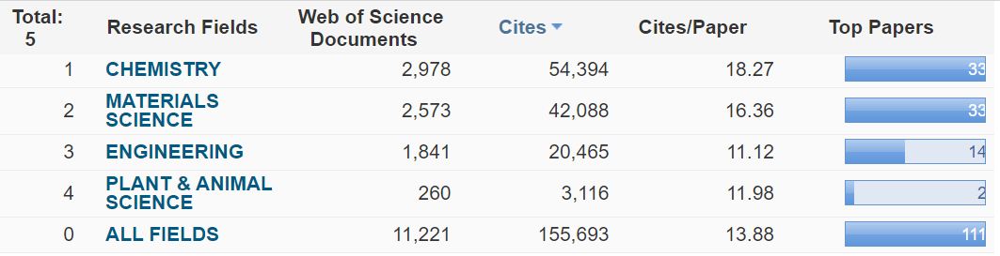 Total: 5 Research Fields Web of Science Documents Cites Cites/Paper Top Papers
1 CHEMISTRY 2,978 54,394 18.27 33
2 MATERIALS SCIENCE 2,573 42,088 16.36 33
3 ENGINEERING 1,841 20,465 11.12 14
4 PLANT & ANIMAL SCIENCE 260 3,116 11.98 2
0 ALL FIELDS 11,221 155,693 13.88 111